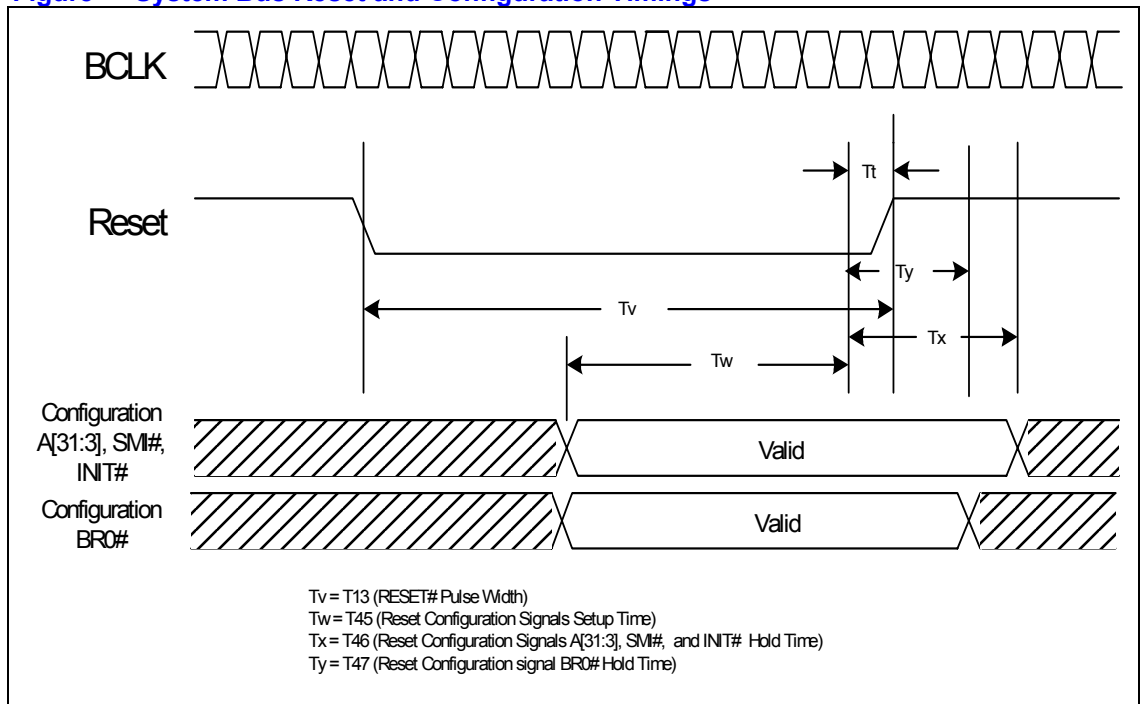 Figure System Bus Reset and Configuration Timings
BCLK
Tt
Reset
Ty
Tv
Tx
Tw
Configuration
A[31:3], SMI#,
INIT#
Valid
Configuration
BR0#
Valid
Tv = T13 (RESET# Pulse Width)
Tw = T45 (Reset Configuration Signals Setup Time)
Tx = T46 (Reset Configuration Signals A[31:3], SMI#, and INIT# Hold Time)
Ty = T47 (Reset Configuration signal BR0# Hold Time)